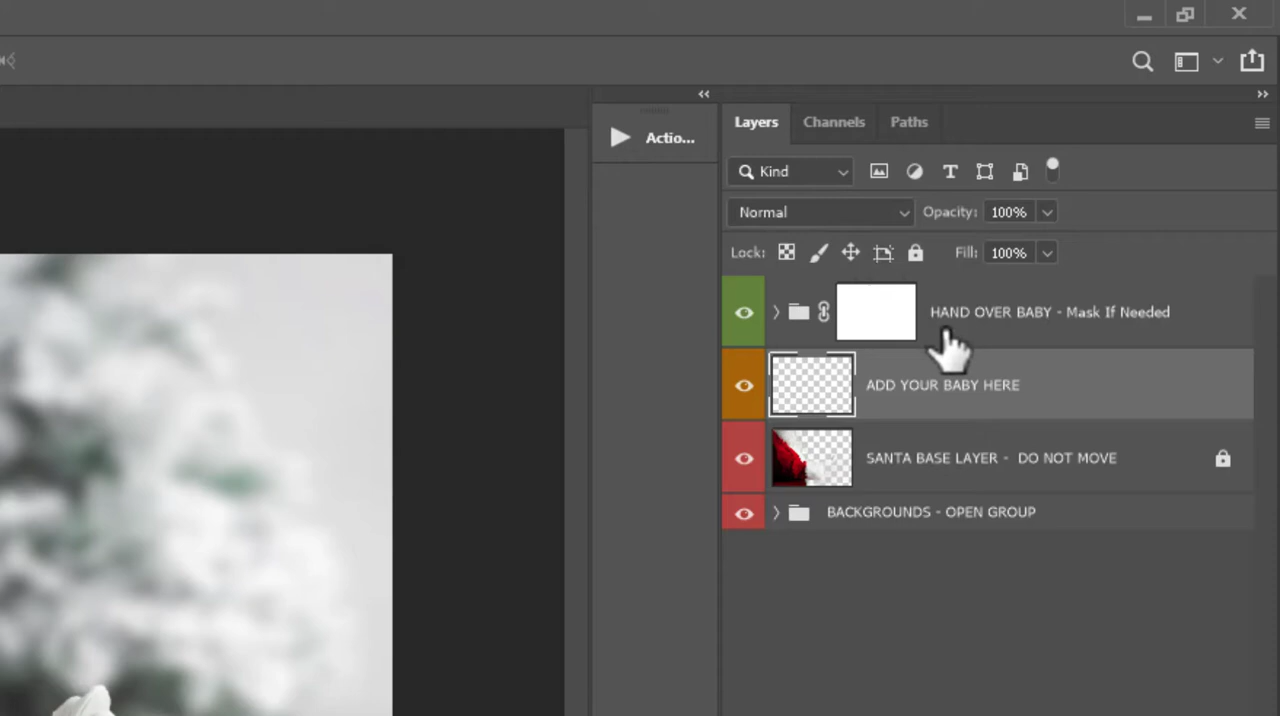 Actio...
Layers
Channels
Paths
Kind
Normal
Opacity: 100%
Lock:
Fill: 100%
HAND OVER BABY - Mask If Needed
ADD YOUR BABY HERE
SANTA BASE LAYER - DO NOT MOVE
BACKGROUNDS - OPEN GROUP